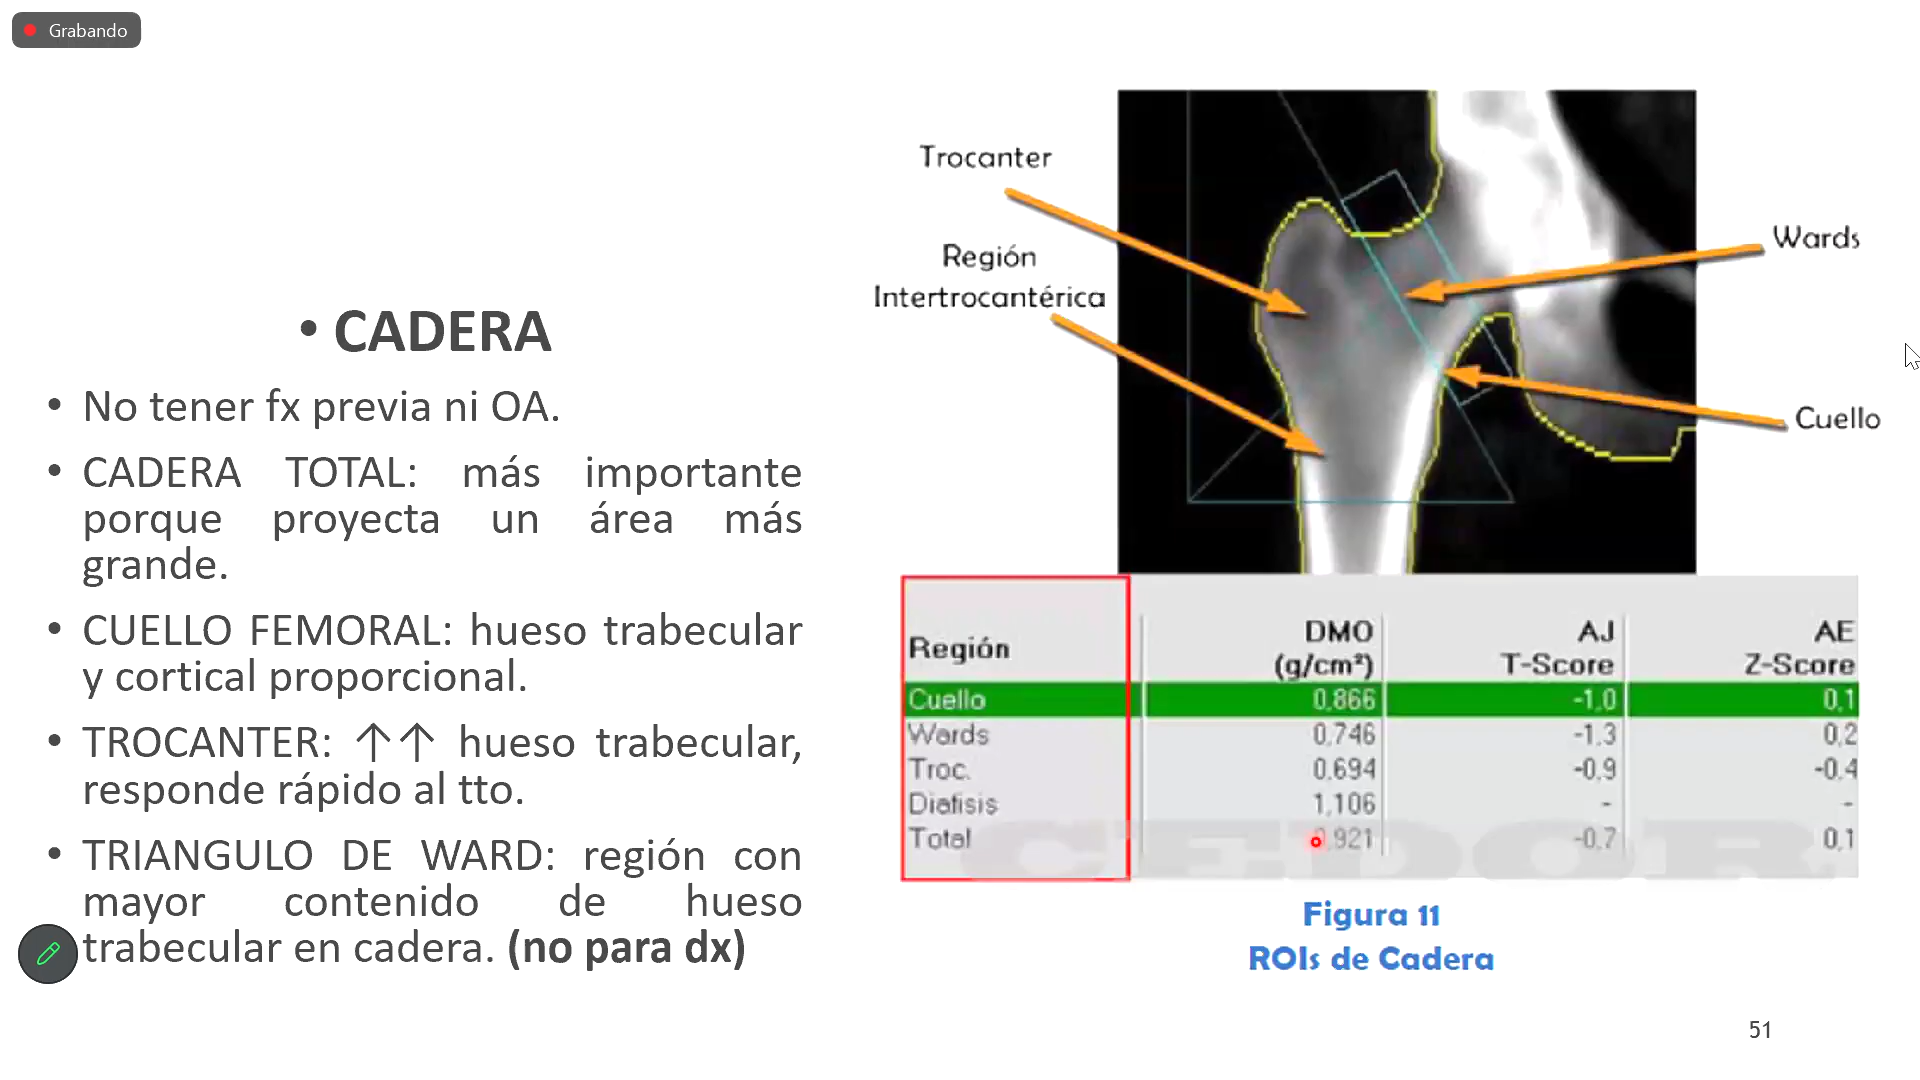 Grabando
• CADERA
• No tener fx previa ni OA.
• CADERA TOTAL: más importante
porque proyecta un área más
grande.
• CUELLO FEMORAL: hueso trabecular
y cortical proporcional.
• TROCANTER: ↑↑ hueso trabecular,
responde rápido al tto.
• TRIANGULO DE WARD: región con
mayor contenido de hueso
trabecular en cadera. (no para dx)
Trocanter
Región
Intertrocantérica
Wards
Cuello
Región DMO (g/cm²) AJ T-Score AE Z-Score
Cuello 0,866 -1,0 0,1
Wards 0,746 -1,3 0,2
Troc. 0,694 -0,9 -0,4
Diafisis 1,106 - -
Total 0,921 -0,7 0,1
CEDOR
Figura 11
ROIs de Cadera
51